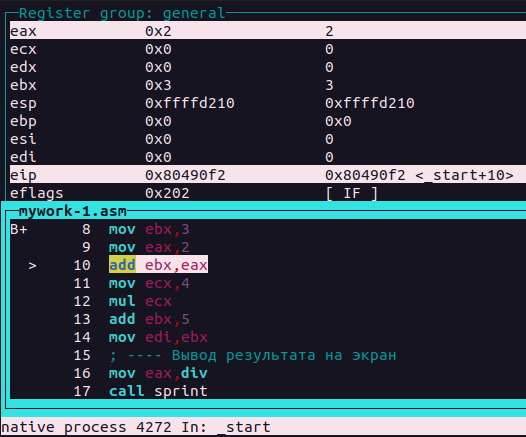 Register group: general
eax 0x2 2
ecx 0x0 0
edx 0x0 0
ebx 0x3 3
esp 0xffffd210 0xffffd210
ebp 0x0 0x0
esi 0x0 0
edi 0x0 0
eip 0x80490f2 0x80490f2 <_start+10>
eflags 0x202 [ IF ]
mywork-1.asm
B+ 8 mov ebx,3
9 mov eax,2
> 10 add ebx,eax
11 mov ecx,4
12 mul ecx
13 add ebx,5
14 mov edi,ebx
15 ; ---- Вывод результата на экран
16 mov eax,div
17 call sprint
native process 4272 In: _start